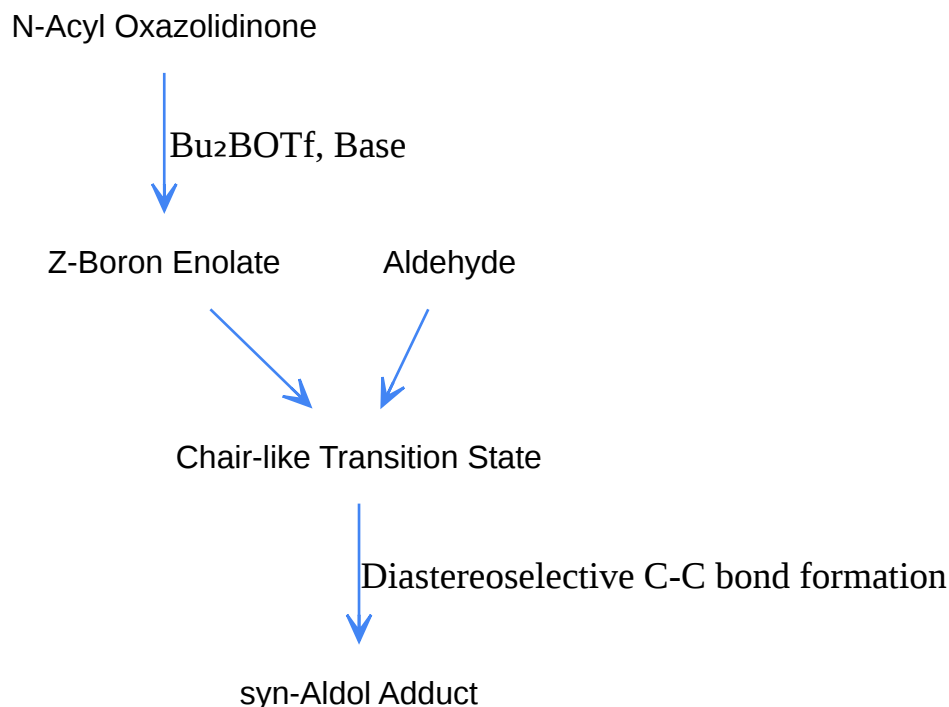 N-Acyl Oxazolidinone
Bu₂BOTf, Base
Z-Boron Enolate
Aldehyde
Chair-like Transition State
Diastereoselective C-C bond formation
syn-Aldol Adduct